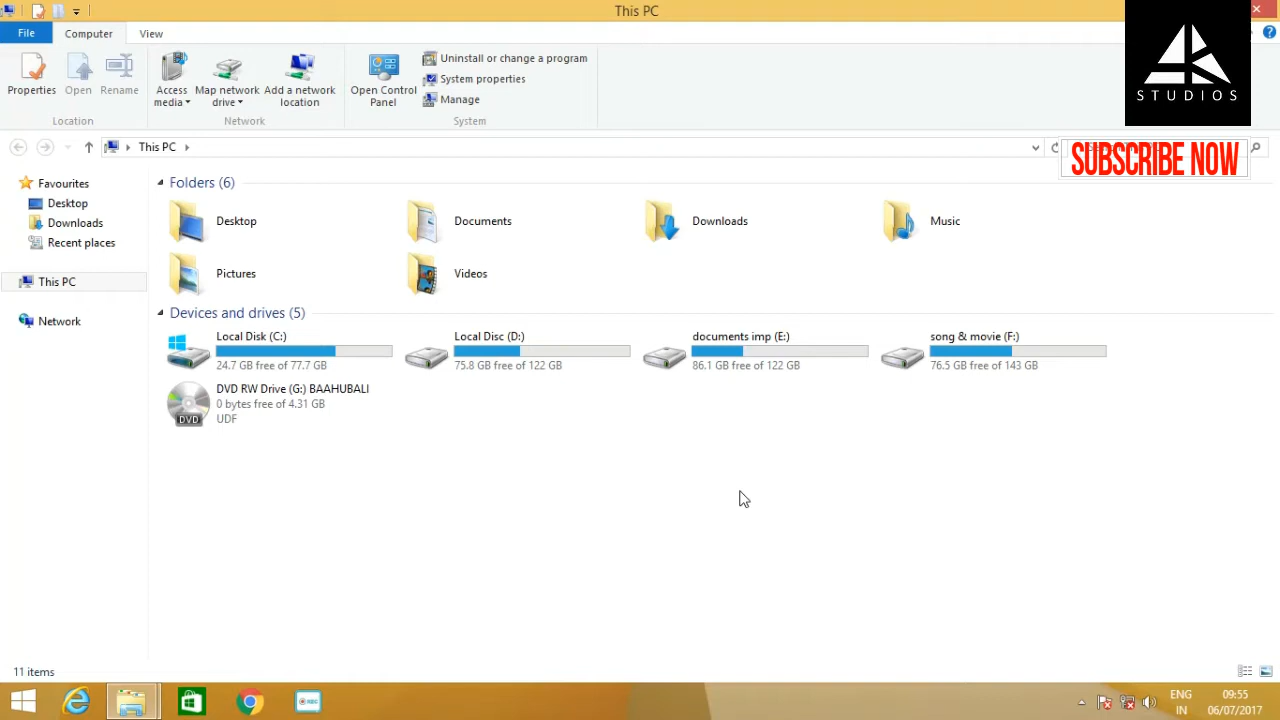 This PC
File
Computer
View
Properties
Open
Rename
Access media
Map network drive
Add a network location
Open Control Panel
Uninstall or change a program
System properties
Manage
Location
Network
System
STUDIOS
This PC
SUBSCRIBE NOW
Favourites
Desktop
Downloads
Recent places
This PC
Network
Folders (6)
Desktop
Documents
Downloads
Music
Pictures
Videos
Devices and drives (5)
Local Disk (C:)
24.7 GB free of 77.7 GB
Local Disc (D:)
75.8 GB free of 122 GB
documents imp (E:)
86.1 GB free of 122 GB
song & movie (F:)
76.5 GB free of 143 GB
DVD RW Drive (G:) BAAHUBALI
0 bytes free of 4.31 GB
UDF
DVD
11 items
ENG
IN
09:55
06/07/2017